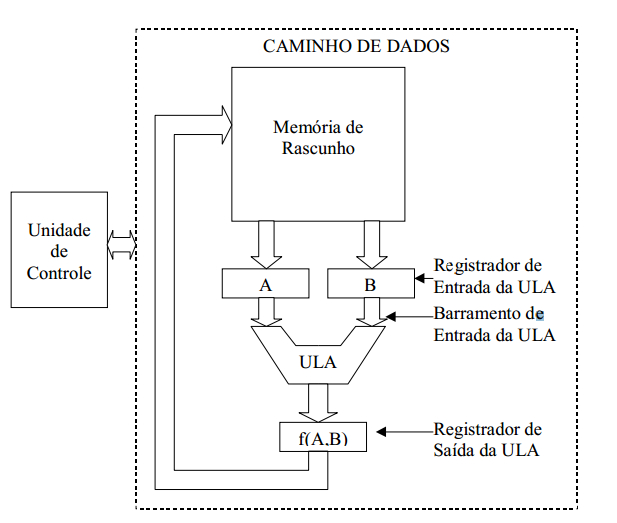 CAMINHO DE DADOS
Memória de
Rascunho
Unidade
de
Controle
A
B
Registrador de
Entrada da ULA
Barramento de
Entrada da ULA
ULA
f(A,B)
Registrador de
Saída da ULA